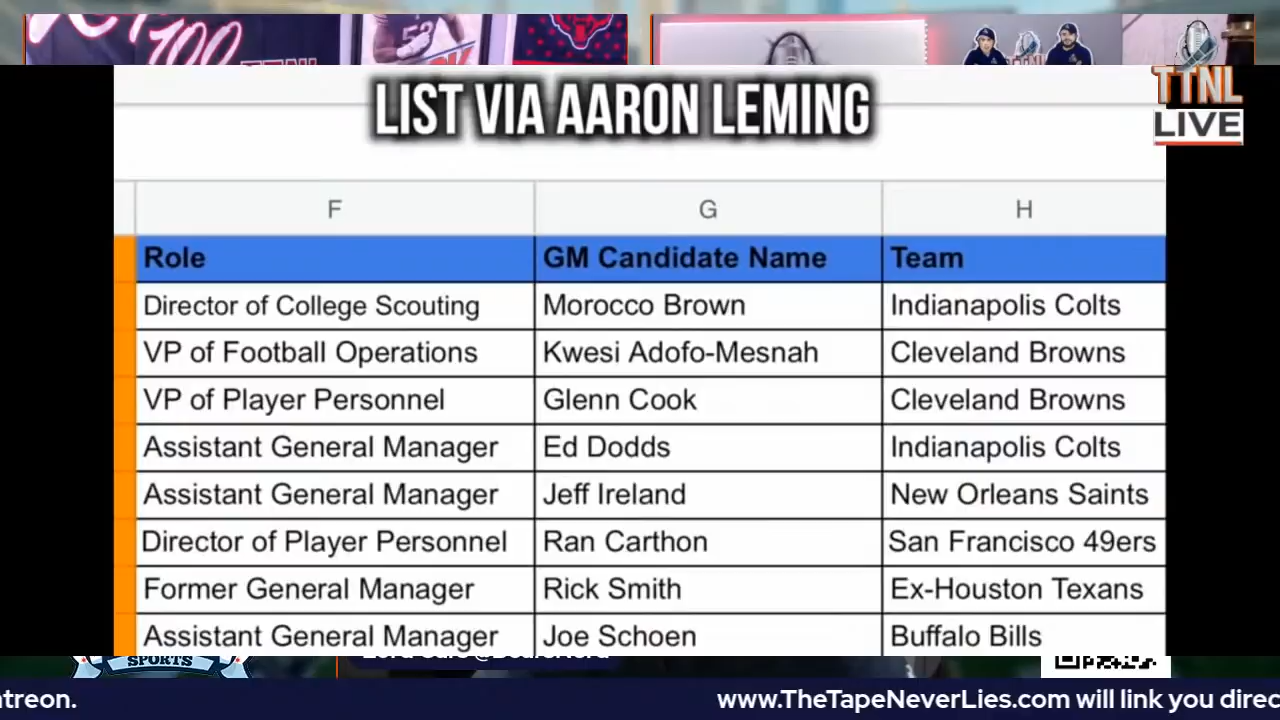 100
53
TTNL
LIVE
LIST VIA AARON LEMING
F G H
Role GM Candidate Name Team
Director of College Scouting Morocco Brown Indianapolis Colts
VP of Football Operations Kwesi Adofo-Mesnah Cleveland Browns
VP of Player Personnel Glenn Cook Cleveland Browns
Assistant General Manager Ed Dodds Indianapolis Colts
Assistant General Manager Jeff Ireland New Orleans Saints
Director of Player Personnel Ran Carthon San Francisco 49ers
Former General Manager Rick Smith Ex-Houston Texans
Assistant General Manager Joe Schoen Buffalo Bills
SPORTS
treon. www.TheTapeNeverLies.com will link you direc